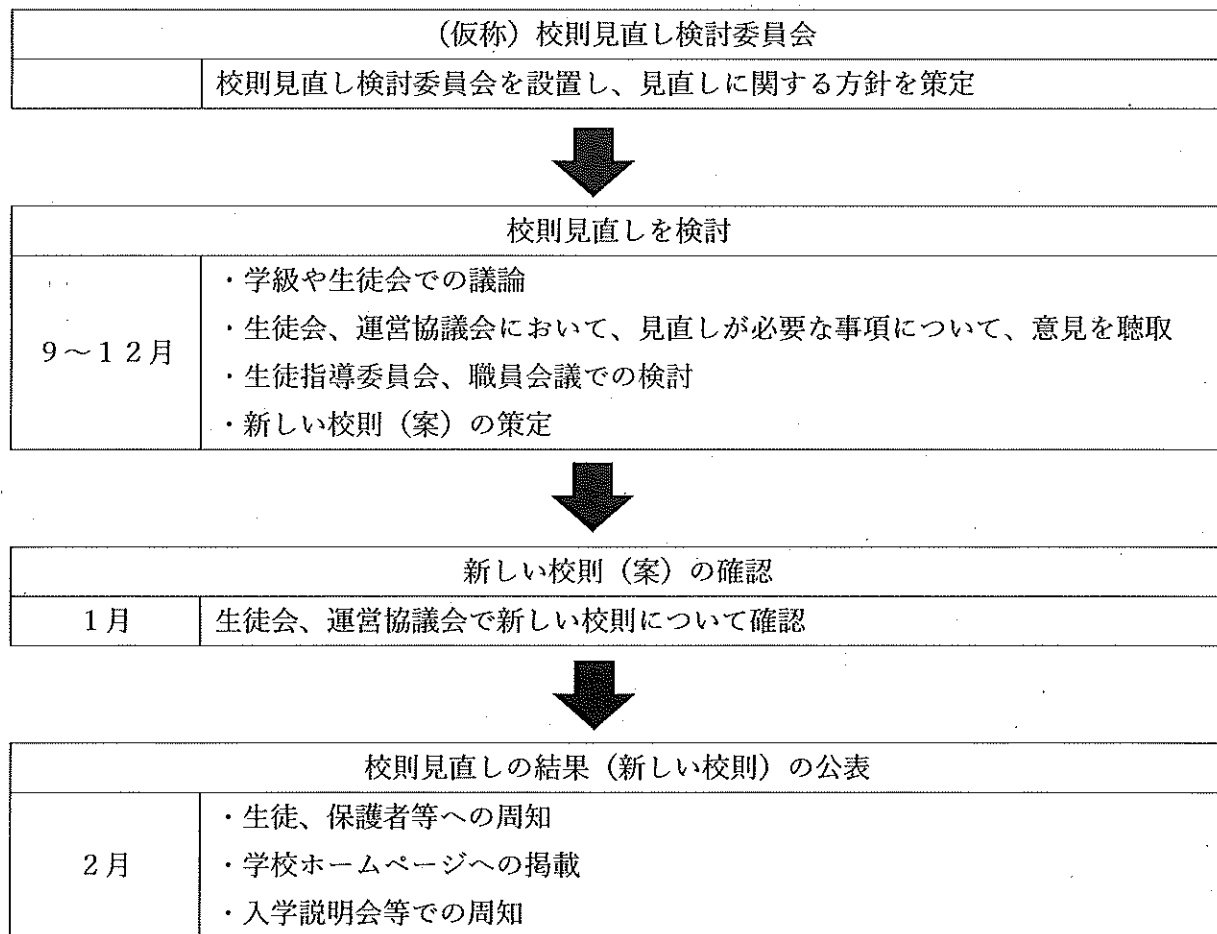 (仮称)校則見直し検討委員会
校則見直し検討委員会を設置し、見直しに関する方針を策定
校則見直しを検討
9~12月
・学級や生徒会での議論
・生徒会、運営協議会において、見直しが必要な事項について、意見を聴取
・生徒指導委員会、職員会議での検討
・新しい校則(案)の策定
新しい校則(案)の確認
1月
生徒会、運営協議会で新しい校則について確認
校則見直しの結果(新しい校則)の公表
2月
・生徒、保護者等への周知
・学校ホームページへの掲載
・入学説明会等での周知